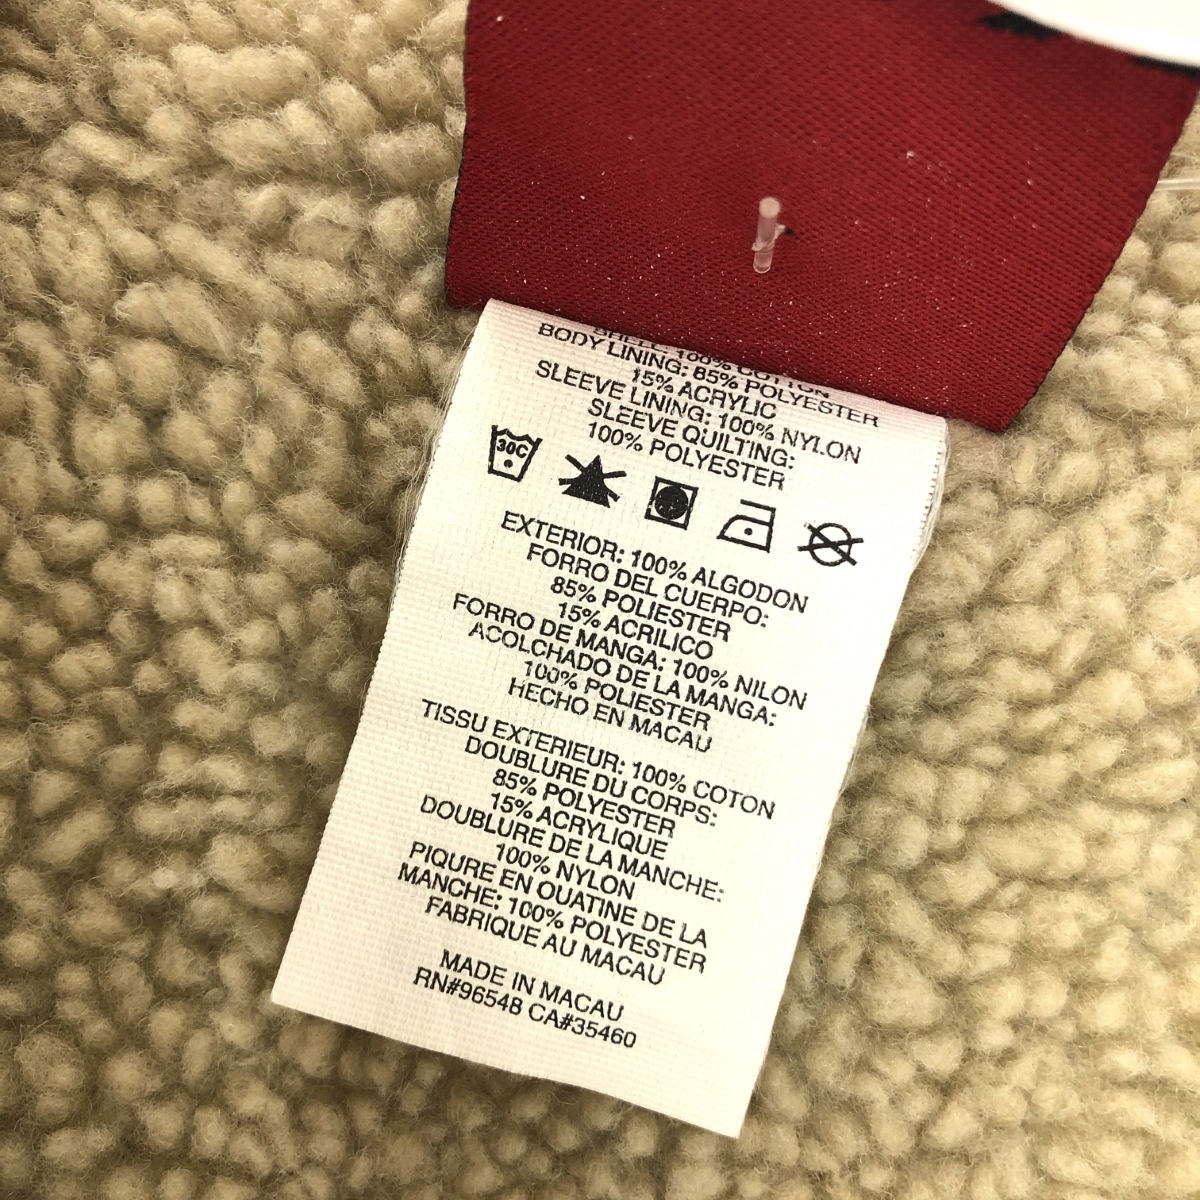 SHELL: 100% COTTON
BODY LINING: 85% POLYESTER
15% ACRYLIC
SLEEVE LINING: 100% NYLON
SLEEVE QUILTING:
100% POLYESTER
30C
EXTERIOR: 100% ALGODON
FORRO DEL CUERPO:
85% POLIESTER
15% ACRILICO
FORRO DE MANGA: 100% NILON
ACOLCHADO DE LA MANGA:
100% POLIESTER
HECHO EN MACAU
TISSU EXTERIEUR: 100% COTON
DOUBLURE DU CORPS:
85% POLYESTER
15% ACRYLIQUE
DOUBLURE DE LA MANCHE:
100% NYLON
PIQURE EN OUATINE DE LA
MANCHE: 100% POLYESTER
FABRIQUE AU MACAU
MADE IN MACAU
RN#96548 CA#35460